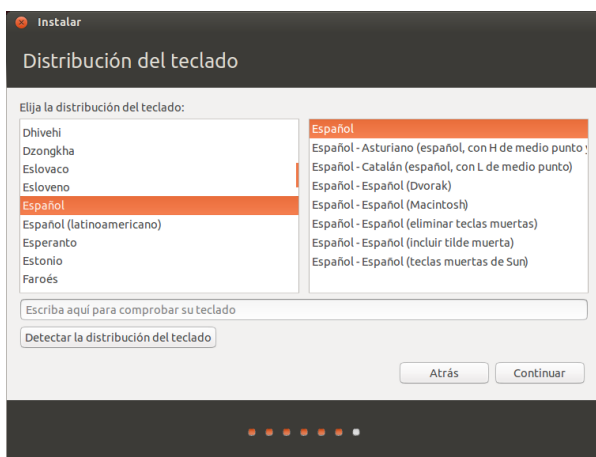 Instalar
Distribución del teclado
Elija la distribución del teclado:
Dhivehi
Dzongkha
Eslovaco
Esloveno
Español
Español (latinoamericano)
Esperanto
Estonio
Faroés
Español
Español - Asturiano (español, con H de medio punto y
Español - Catalán (español, con L de medio punto)
Español - Español (Dvorak)
Español - Español (Macintosh)
Español - Español (eliminar teclas muertas)
Español - Español (incluir tilde muerta)
Español - Español (teclas muertas de Sun)
Escriba aquí para comprobar su teclado
Detectar la distribución del teclado
Atrás
Continuar